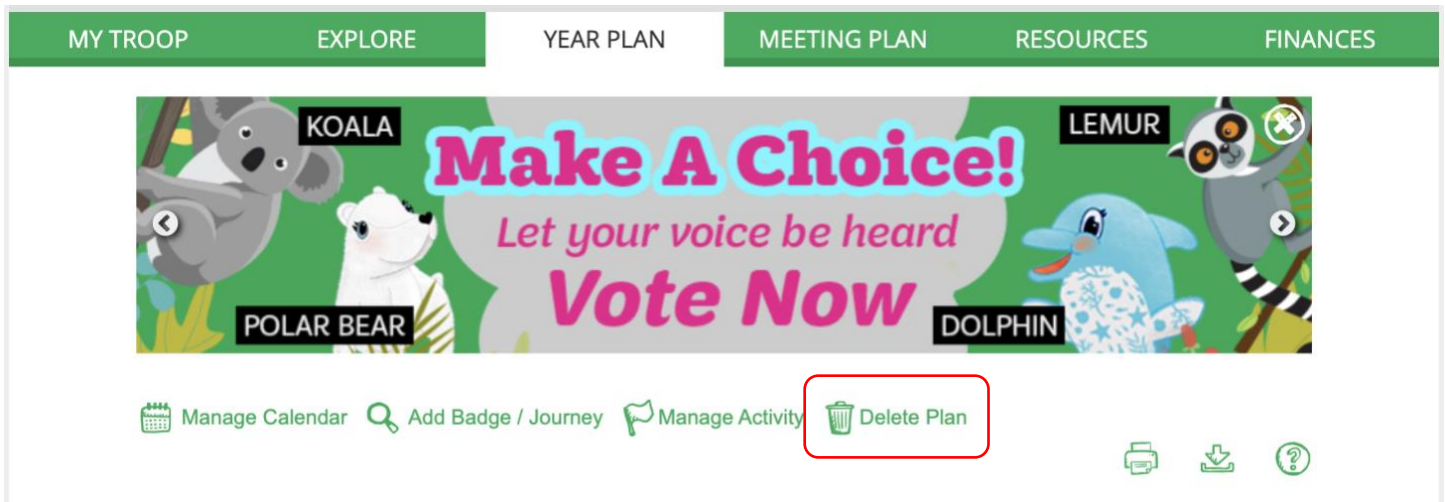 MY TROOP EXPLORE YEAR PLAN MEETING PLAN RESOURCES FINANCES
KOALA
LEMUR
Make A Choice!
Let your voice be heard
Vote Now
POLAR BEAR
DOLPHIN
Manage Calendar Add Badge / Journey Manage Activity Delete Plan
?